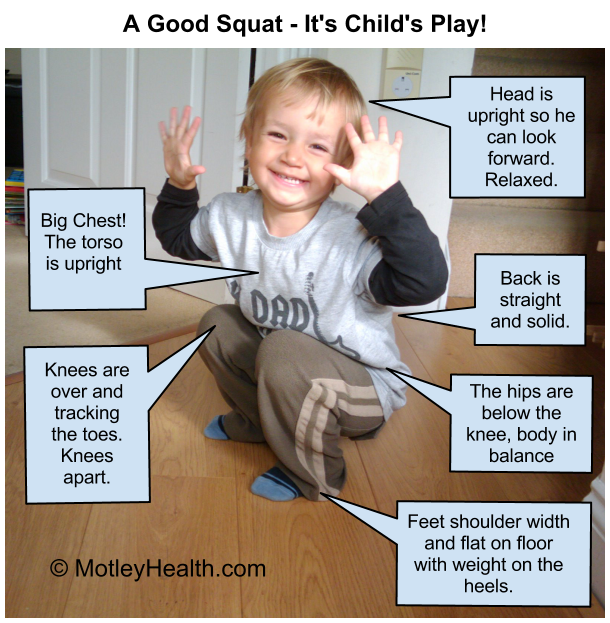 A Good Squat - It's Child's Play!
Head is
upright so he
can look
forward.
Relaxed.
Big Chest!
The torso
is upright
Back is
straight
and solid.
DAD
Knees are
over and
tracking
the toes.
Knees
apart.
The hips are
below the
knee, body in
balance
Feet shoulder width
and flat on floor
with weight on the
heels.
© MotleyHealth.com